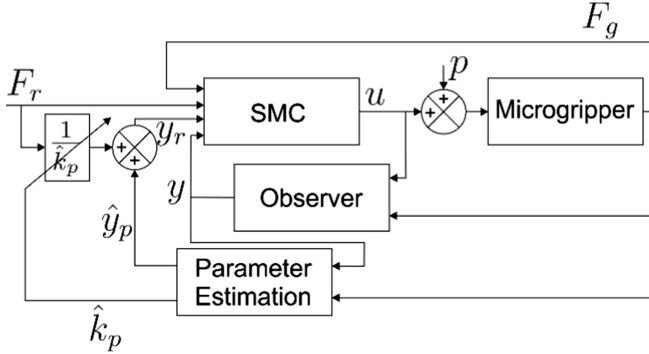 F_g
F_r
u
p
+
+
SMC
Microgripper
1
k̂_p
y_r
+
+
y
Observer
ŷ_p
Parameter
Estimation
k̂_p